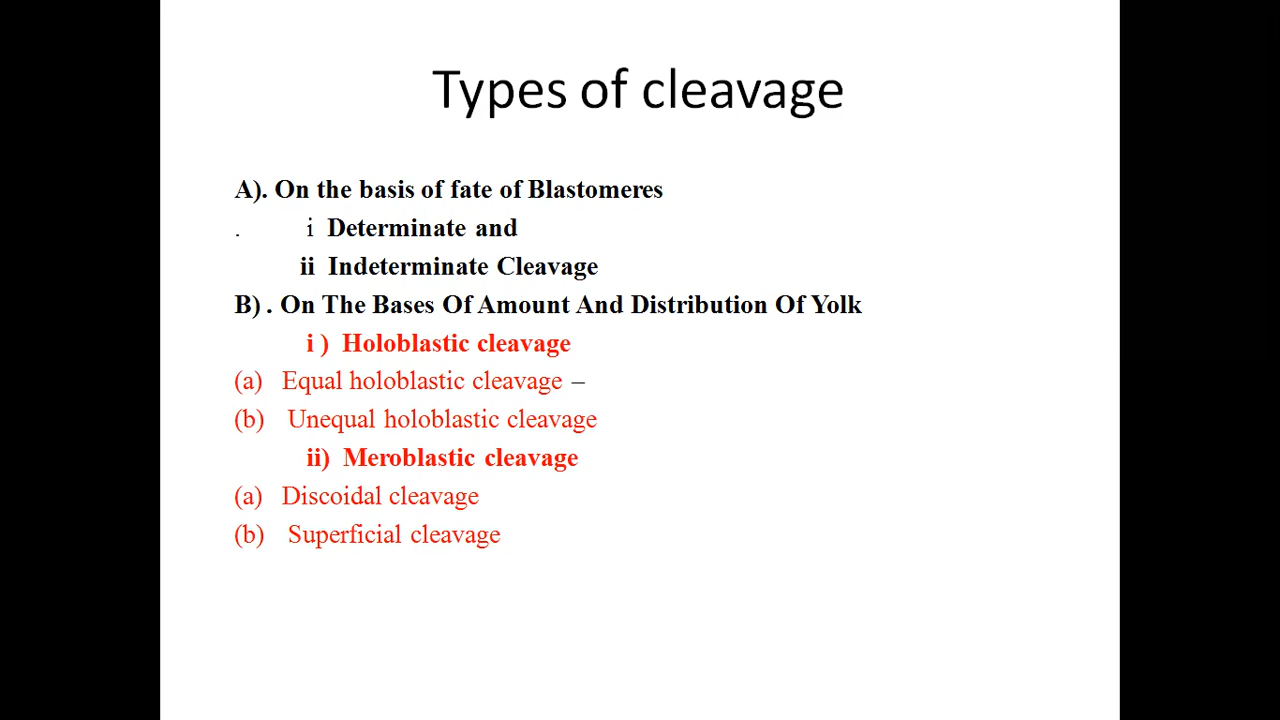 Types of cleavage
A). On the basis of fate of Blastomeres
. i Determinate and
ii Indeterminate Cleavage
B) . On The Bases Of Amount And Distribution Of Yolk
i ) Holoblastic cleavage
(a) Equal holoblastic cleavage –
(b) Unequal holoblastic cleavage
ii) Meroblastic cleavage
(a) Discoidal cleavage
(b) Superficial cleavage